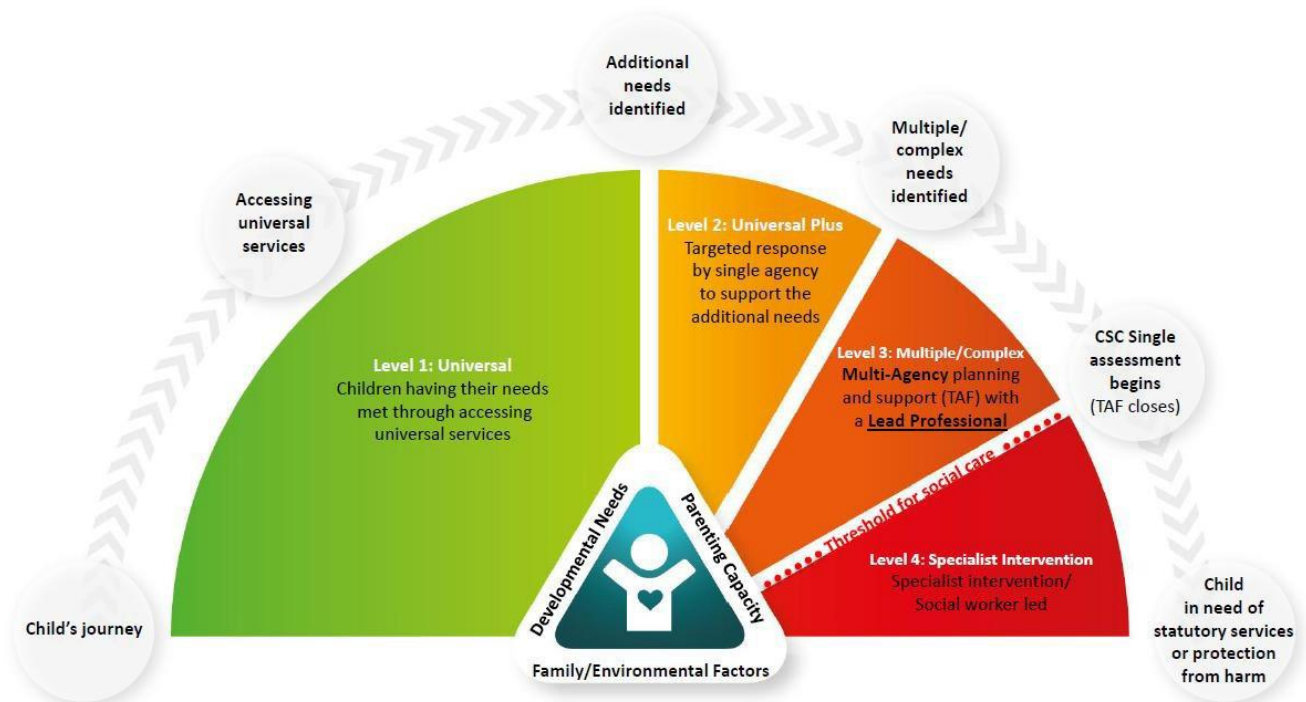 Child's journey
Accessing
universal
services
Additional
needs
identified
Multiple/
complex
needs
identified
CSC Single
assessment
begins
(TAF closes)
Child
in need of
statutory services
or protection
from harm
Level 1: Universal
Children having their needs
met through accessing
universal services
Level 2: Universal Plus
Targeted response
by single agency
to support the
additional needs
Level 3: Multiple/Complex
Multi-Agency planning
and support (TAF) with
a Lead Professional
Threshold for social care
Level 4: Specialist Intervention
Specialist intervention/
Social worker led
Developmental Needs
Parenting Capacity
Family/Environmental Factors